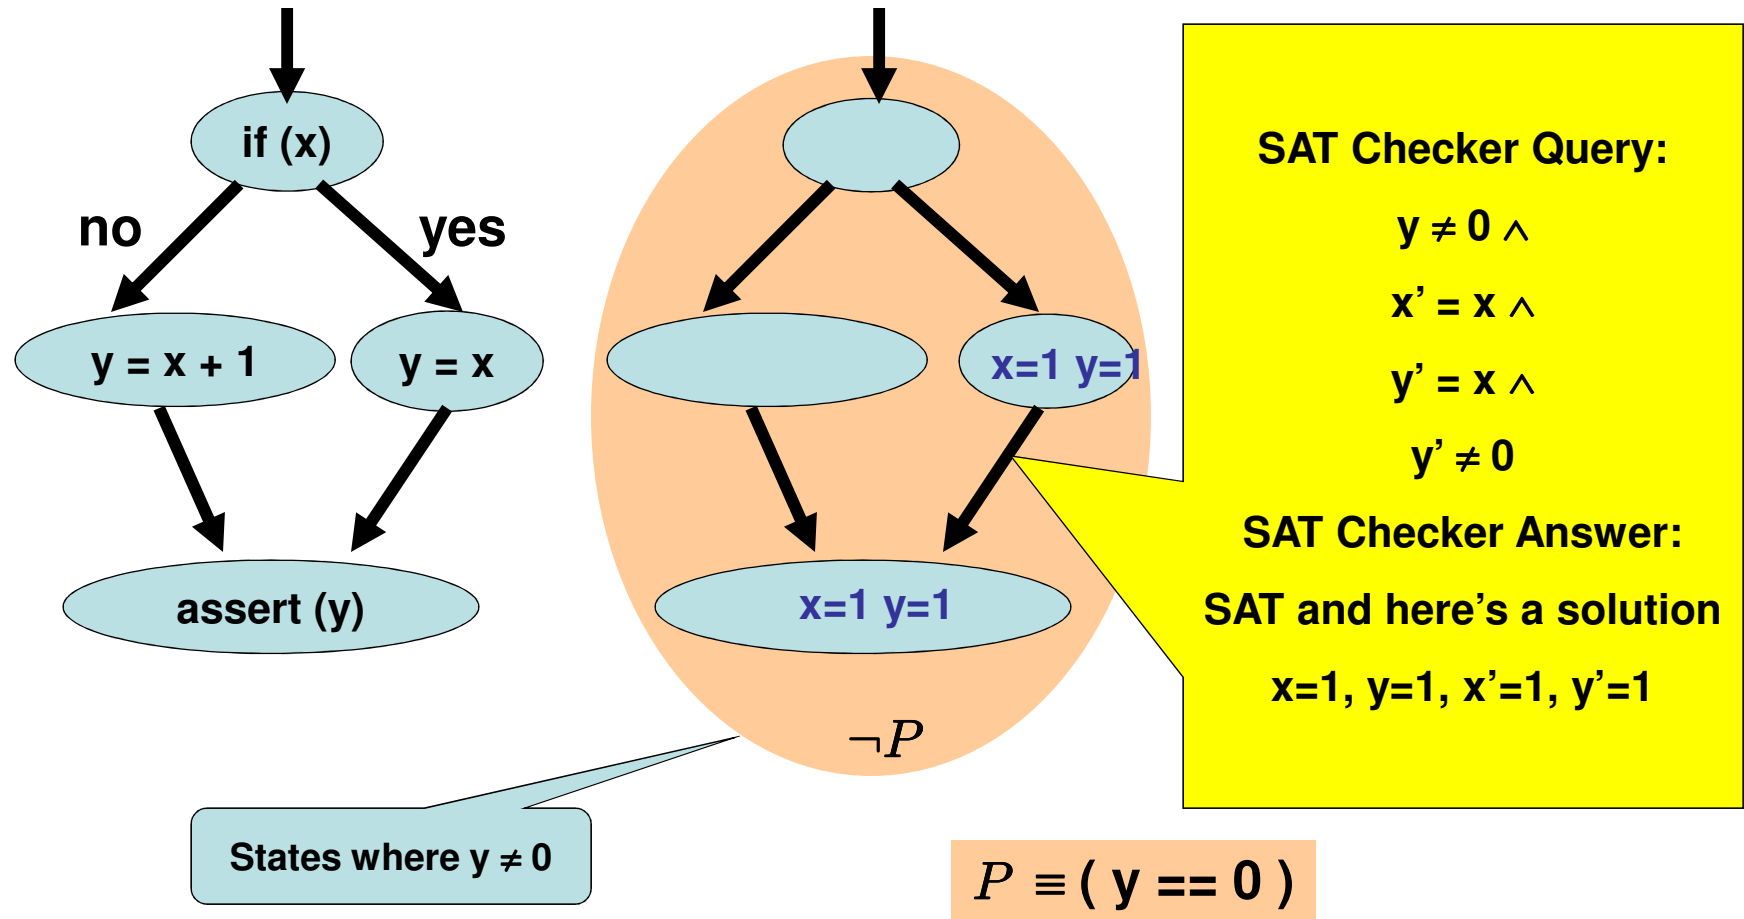 if (x)
no
yes
y = x + 1
y = x
assert (y)
x=1 y=1
x=1 y=1
¬P
States where y ≠ 0
P ≡ ( y == 0 )
SAT Checker Query:
y ≠ 0 ∧
x’ = x ∧
y’ = x ∧
y’ ≠ 0
SAT Checker Answer:
SAT and here’s a solution
x=1, y=1, x’=1, y’=1